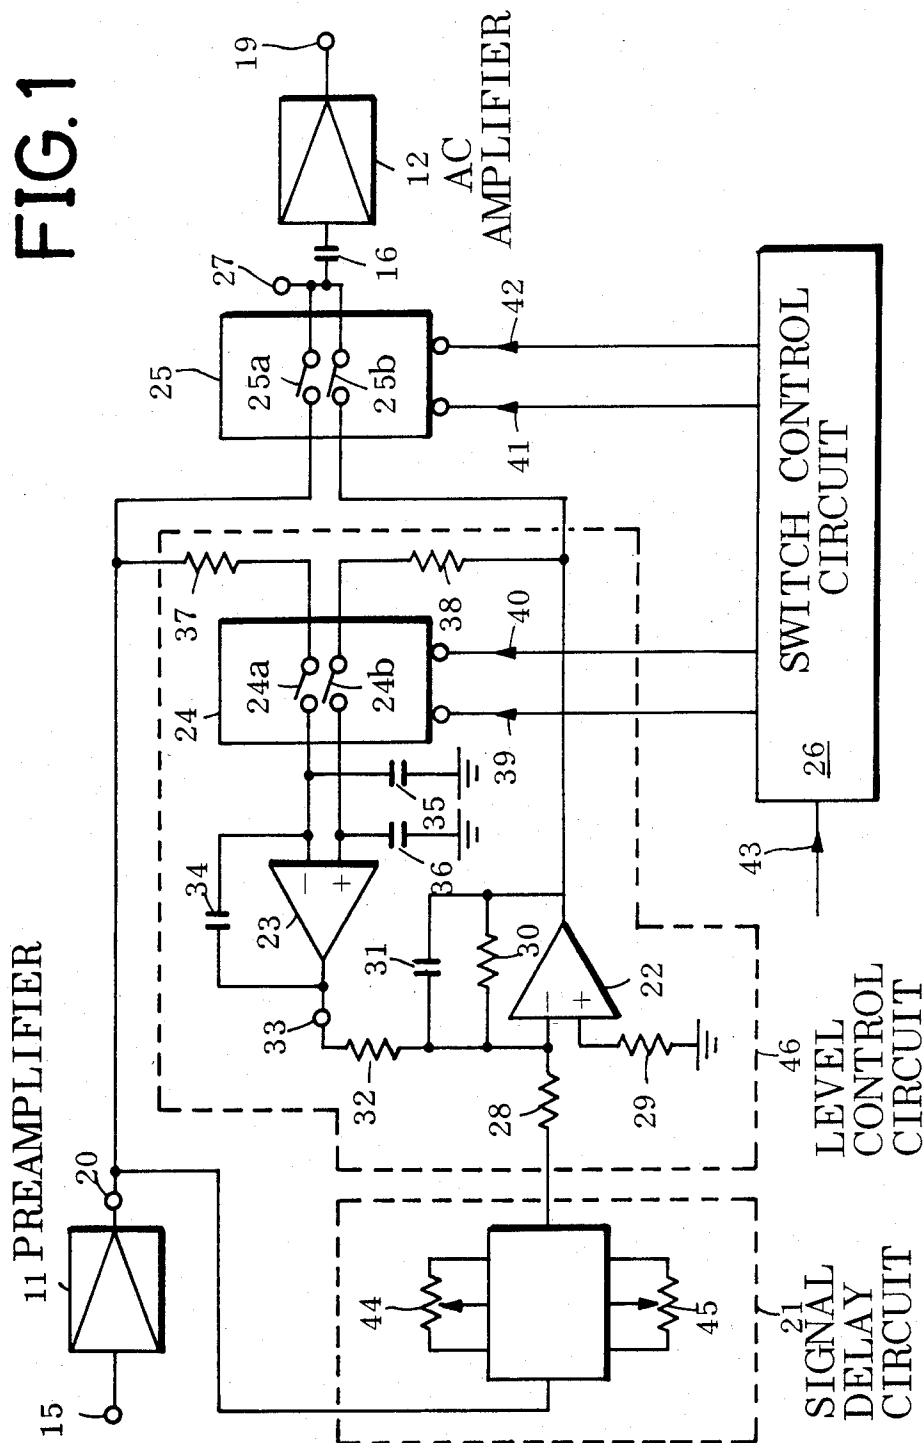 FIG. 1
11 PREAMPLIFIER
15
20
19
12
AC
AMPLIFIER
16
27
25
25a
25b
42
41
37
38
24
24a
24b
40
39
35
36
34
23
33
32
31
30
22
28
29
46
LEVEL
CONTROL
CIRCUIT
44
45
21
SIGNAL
DELAY
CIRCUIT
SWITCH CONTROL
CIRCUIT
26
43
−
+
−
+